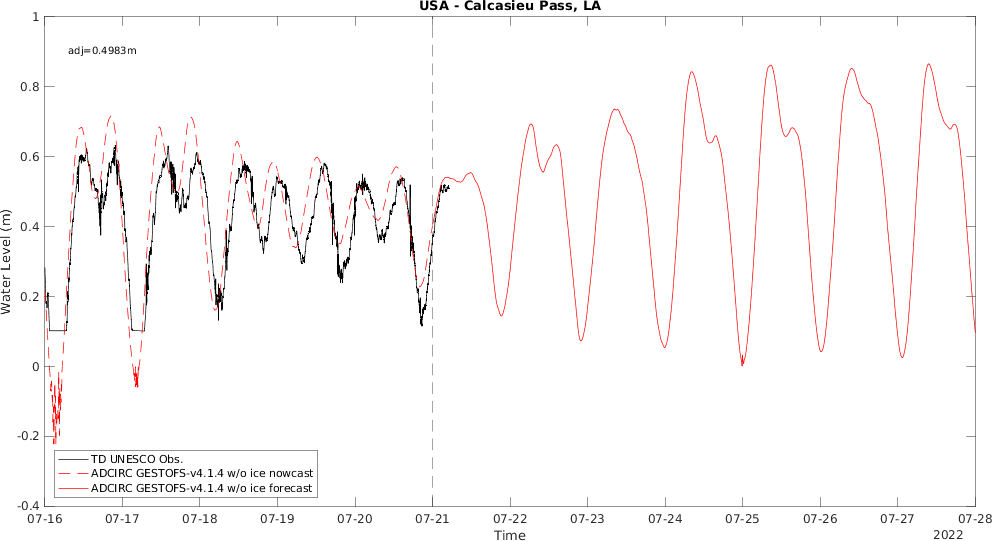 USA - Calcasieu Pass, LA
1
adj=0.4983m
0.8
0.6
0.4
0.2
0
-0.2
-0.4
Water Level (m)
TD UNESCO Obs.
ADCIRC GESTOFS-v4.1.4 w/o ice nowcast
ADCIRC GESTOFS-v4.1.4 w/o ice forecast
07-16 07-17 07-18 07-19 07-20 07-21 07-22 07-23 07-24 07-25 07-26 07-27 07-28
Time
2022